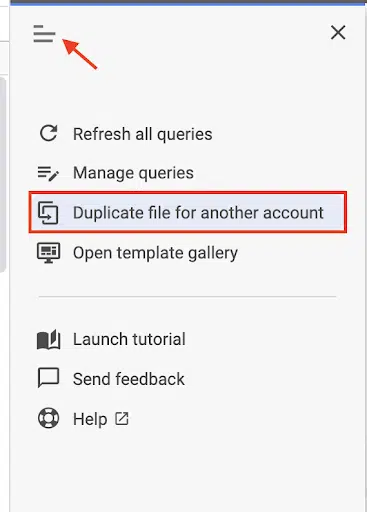 Refresh all queries
Manage queries
Duplicate file for another account
Open template gallery
Launch tutorial
Send feedback
Help